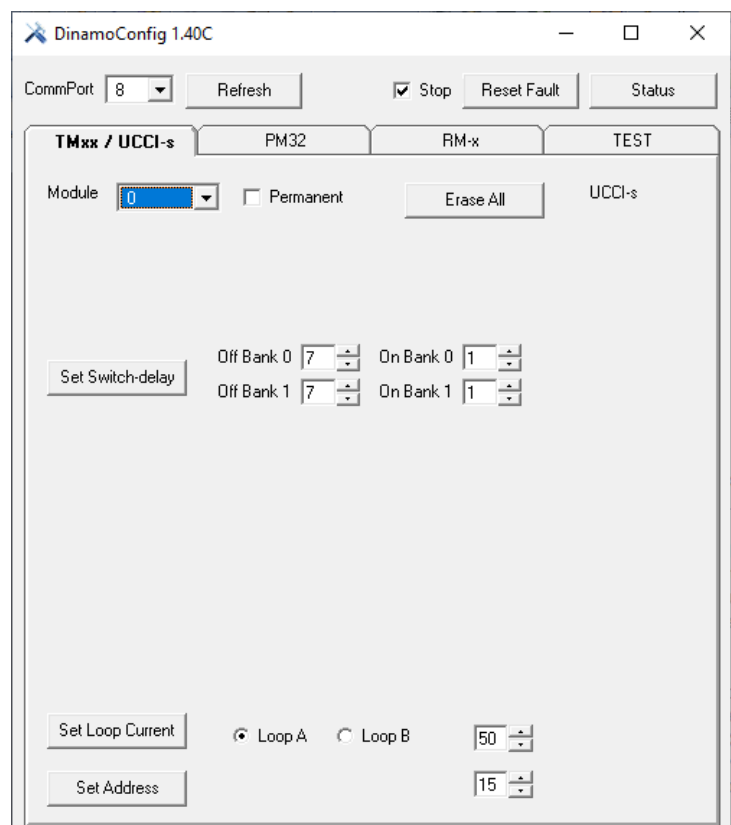 DinamoConfig 1.40C
CommPort 8 Refresh Stop Reset Fault Status
TMxx / UCCI-s PM32 RM-x TEST
Module 0 Permanent Erase All UCCI-s
Off Bank 0 7 On Bank 0 1
Set Switch-delay
Off Bank 1 7 On Bank 1 1
Set Loop Current Loop A Loop B 50
Set Address 15